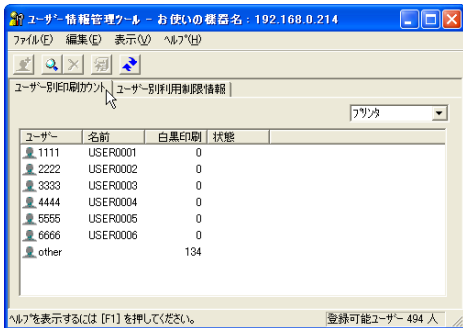 ユーザー情報管理ツール - お使いの機器名 : 192.168.0.214
ファイル(F) 編集(E) 表示(V) ヘルプ(H)
ユーザー別印刷カウント ユーザー別利用制限情報
プリンタ
ユーザー 名前 白黒印刷 状態
1111 USER0001 0
2222 USER0002 0
3333 USER0003 0
4444 USER0004 0
5555 USER0005 0
6666 USER0006 0
other 134
ヘルプを表示するには [F1] を押してください。 登録可能ユーザー 494 人